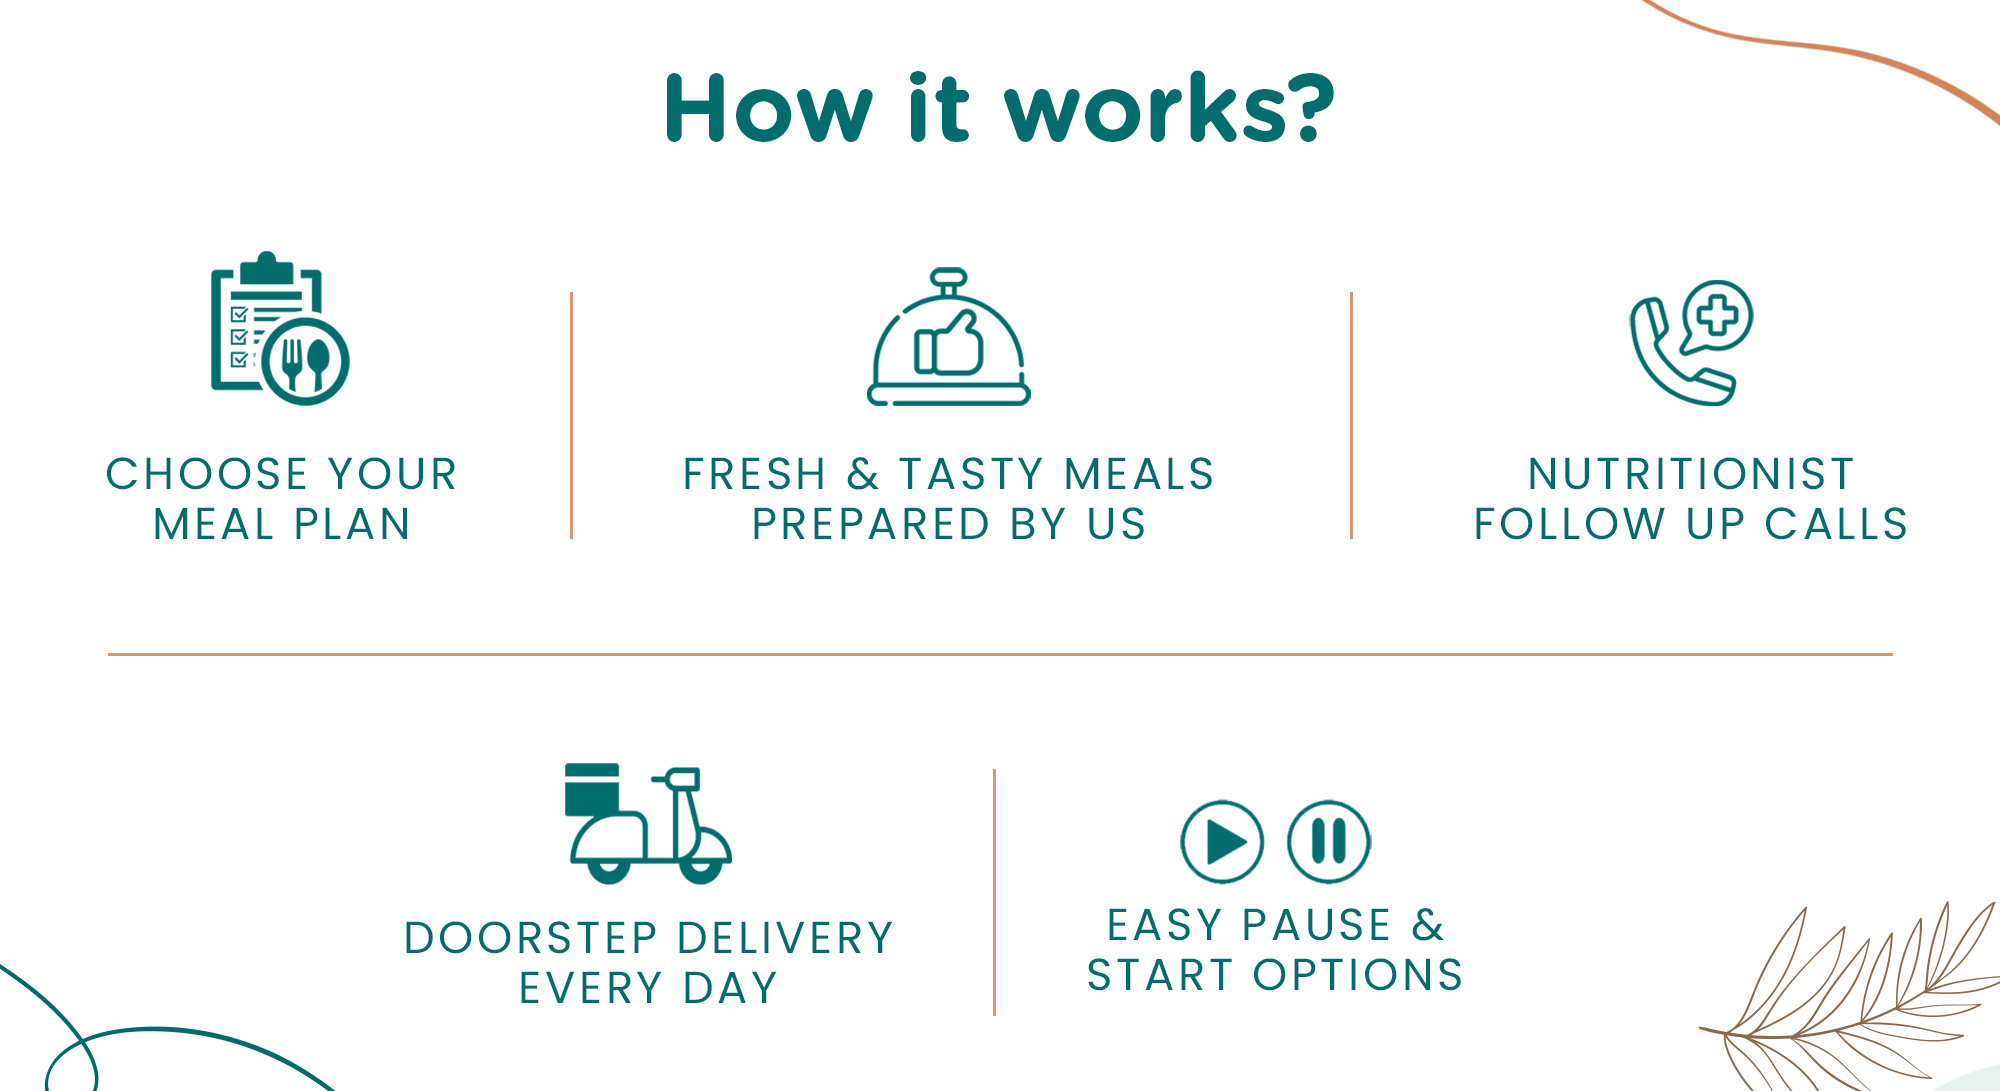 How it works?
CHOOSE YOUR
MEAL PLAN
FRESH & TASTY MEALS
PREPARED BY US
NUTRITIONIST
FOLLOW UP CALLS
DOORSTEP DELIVERY
EVERY DAY
EASY PAUSE &
START OPTIONS